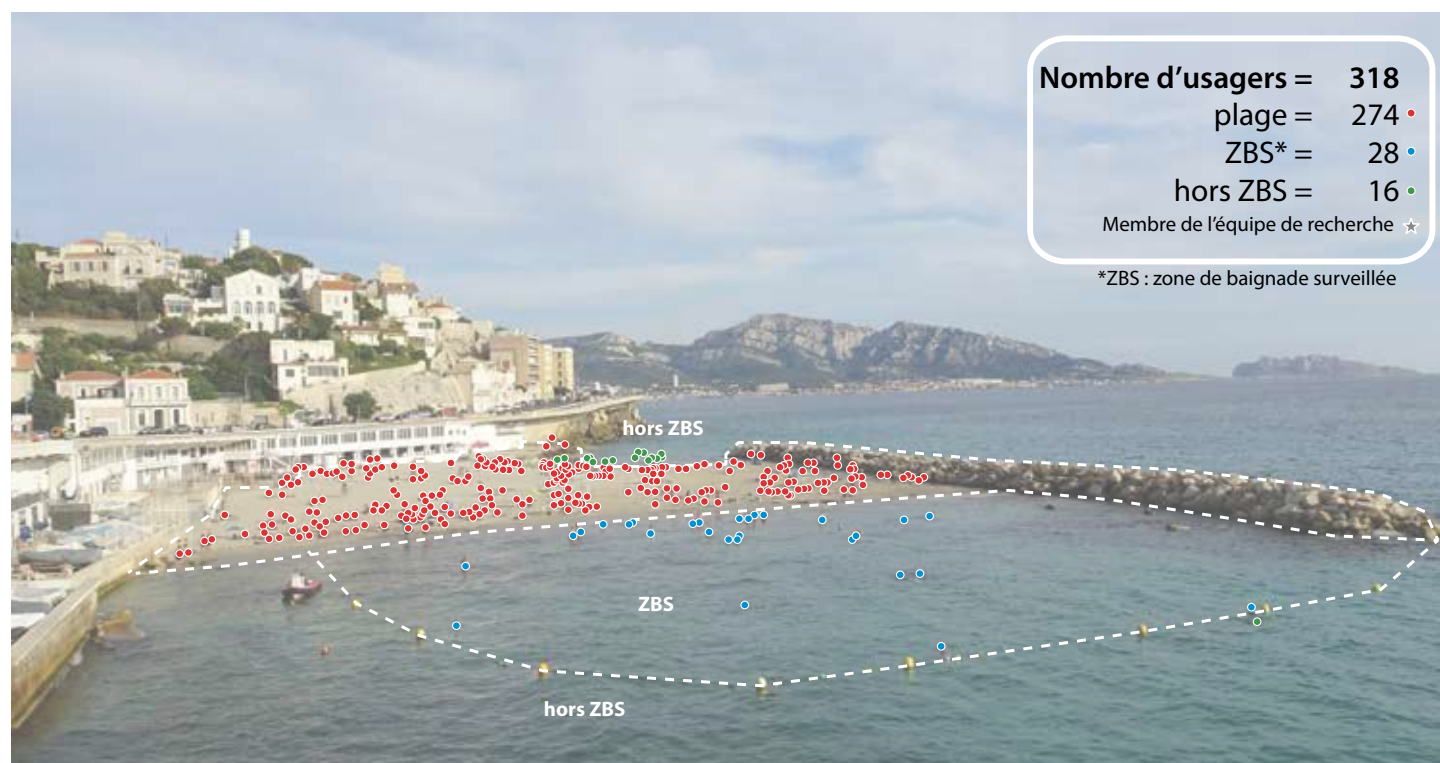 Nombre d'usagers = 318
plage = 274
ZBS* = 28
hors ZBS = 16
Membre de l'équipe de recherche
*ZBS : zone de baignade surveillée
hors ZBS
ZBS
hors ZBS